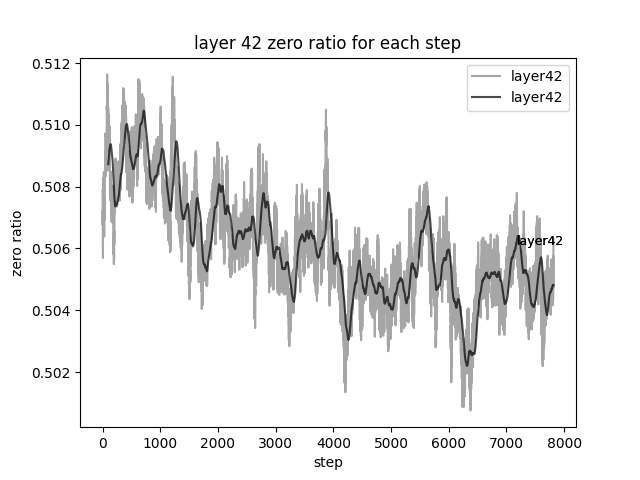 layer 42 zero ratio for each step
0.512
0.510
0.508
0.506
0.504
0.502
zero ratio
layer42
layer42
layer42
0 1000 2000 3000 4000 5000 6000 7000 8000
step